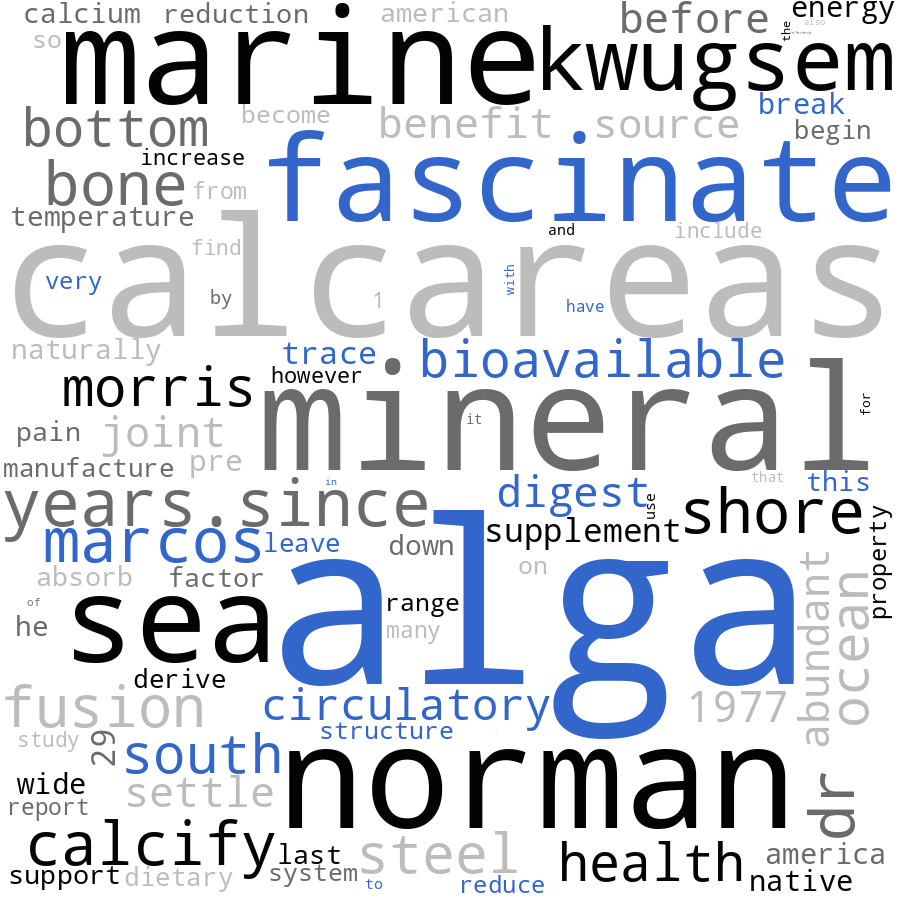 calcium reduction american before energy
so marine kwugsem the also
bottom become benefit source break begin
increase fascinate
bone from
temperature calcareas and include
find
very by 1 with have
naturally trace bioavailable
morris however mineral for
pain joint it
manufacture pre that
years.since in digest use this
marcos leave down supplement shore
absorb factor on property
of sea alga range abundant ocean
he many
derive
fusion circulatory 1977
study 29 south structure
wide settle norman dr
report
calcify last steel health america
support dietary system to reduce native